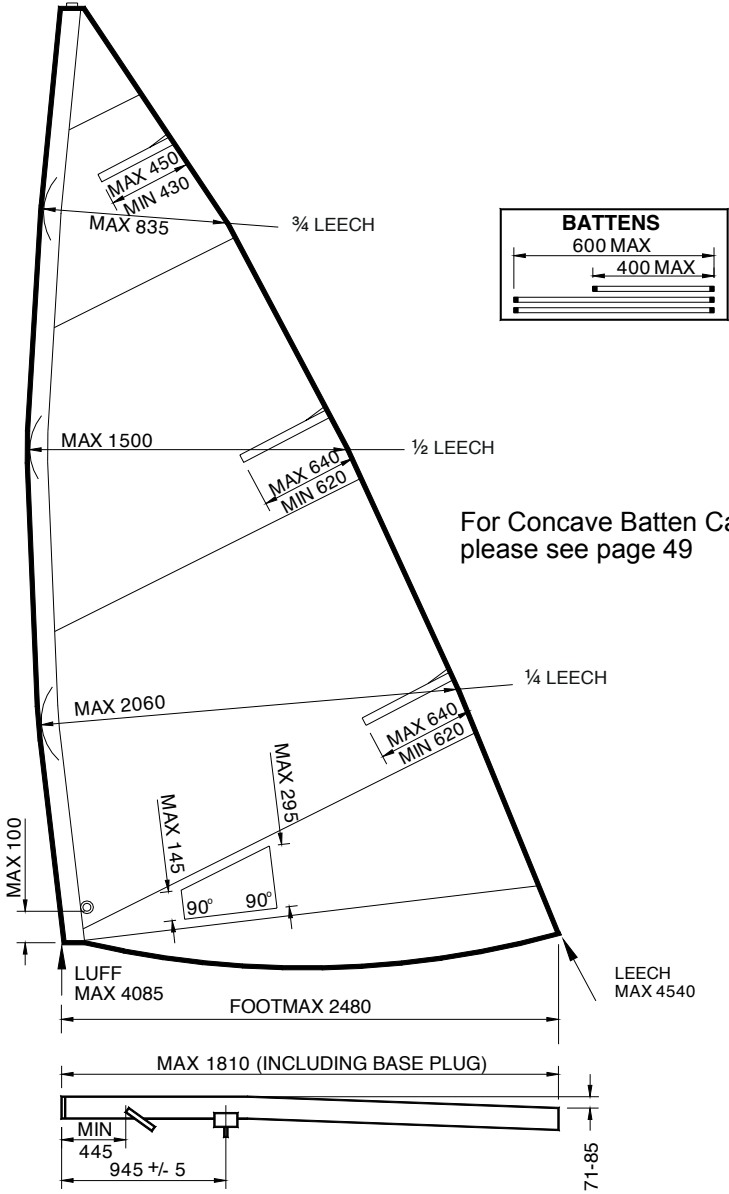 MAX 450
MIN 430
MAX 835
¾ LEECH
BATTENS
600 MAX
400 MAX
MAX 1500
½ LEECH
MAX 640
MIN 620
For Concave Batten Ca
please see page 49
¼ LEECH
MAX 2060
MAX 640
MIN 620
MAX 295
MAX 145
MAX 100
90°
90°
LUFF
MAX 4085
LEECH
MAX 4540
FOOTMAX 2480
MAX 1810 (INCLUDING BASE PLUG)
MIN
445
945 +/- 5
71-85